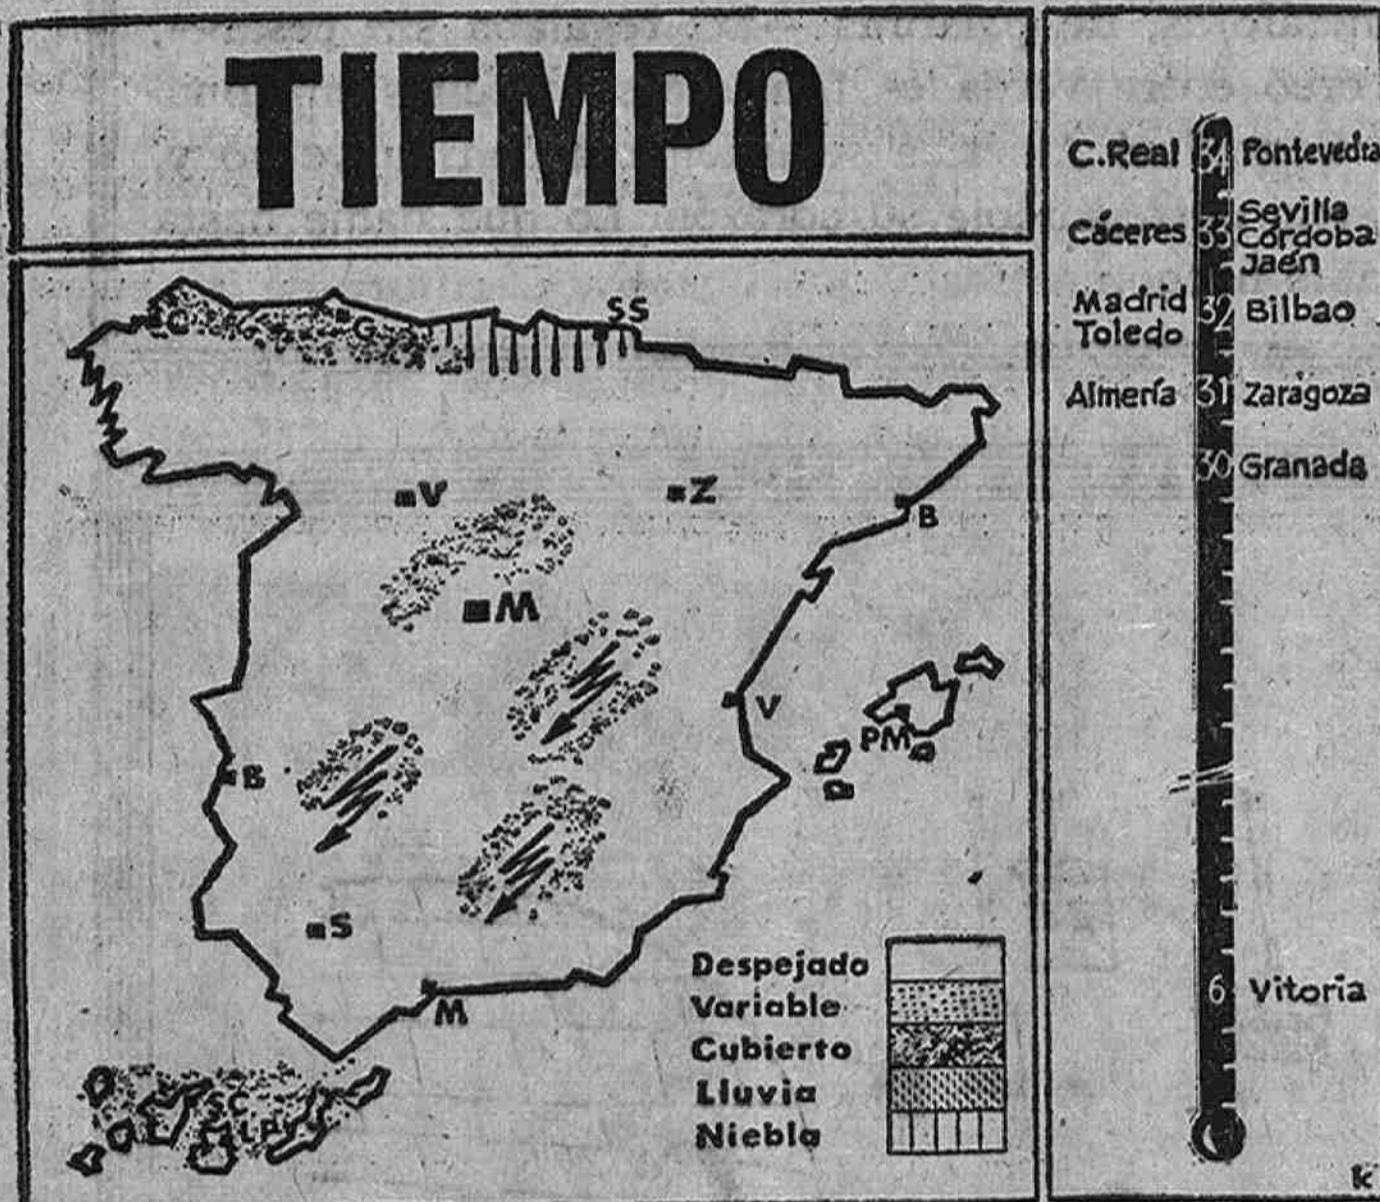 TIEMPO
C
G
SS
V
Z
B
M
V
PM
B
S
M
SC
LP
Despejado
Variable
Cubierto
Lluvia
Niebla
C.Real 34 Pontevedra
Cáceres 33 Sevilla
Córdoba
Jaén
Madrid 32 Bilbao
Toledo
Almería 31 Zaragoza
30 Granada
6 Vitoria
k